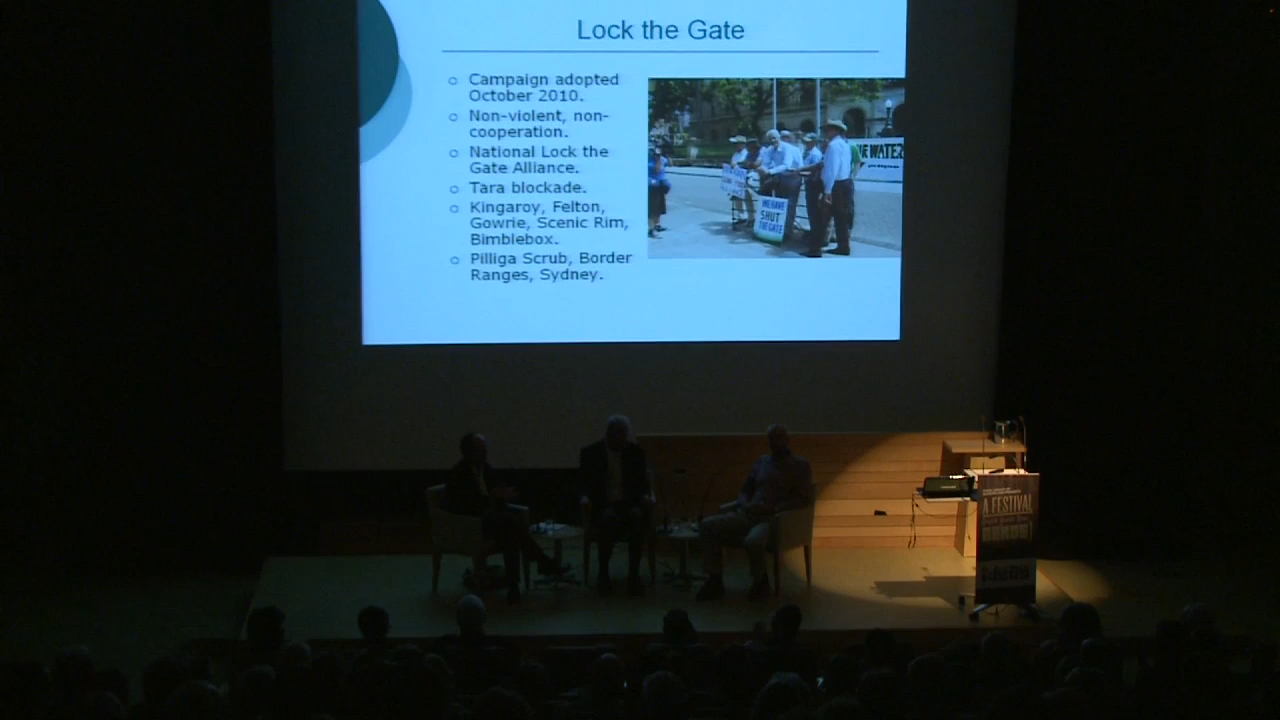 Lock the Gate
Campaign adopted
October 2010.
Non-violent, non-
cooperation.
National Lock the
Gate Alliance.
Tara blockade.
Kingaroy, Felton,
Gowrie, Scenic Rim,
Bimblebox.
Pilliga Scrub, Border
Ranges, Sydney.
WATER
WE HAVE
SHUT
THE GATE
A FESTIVAL